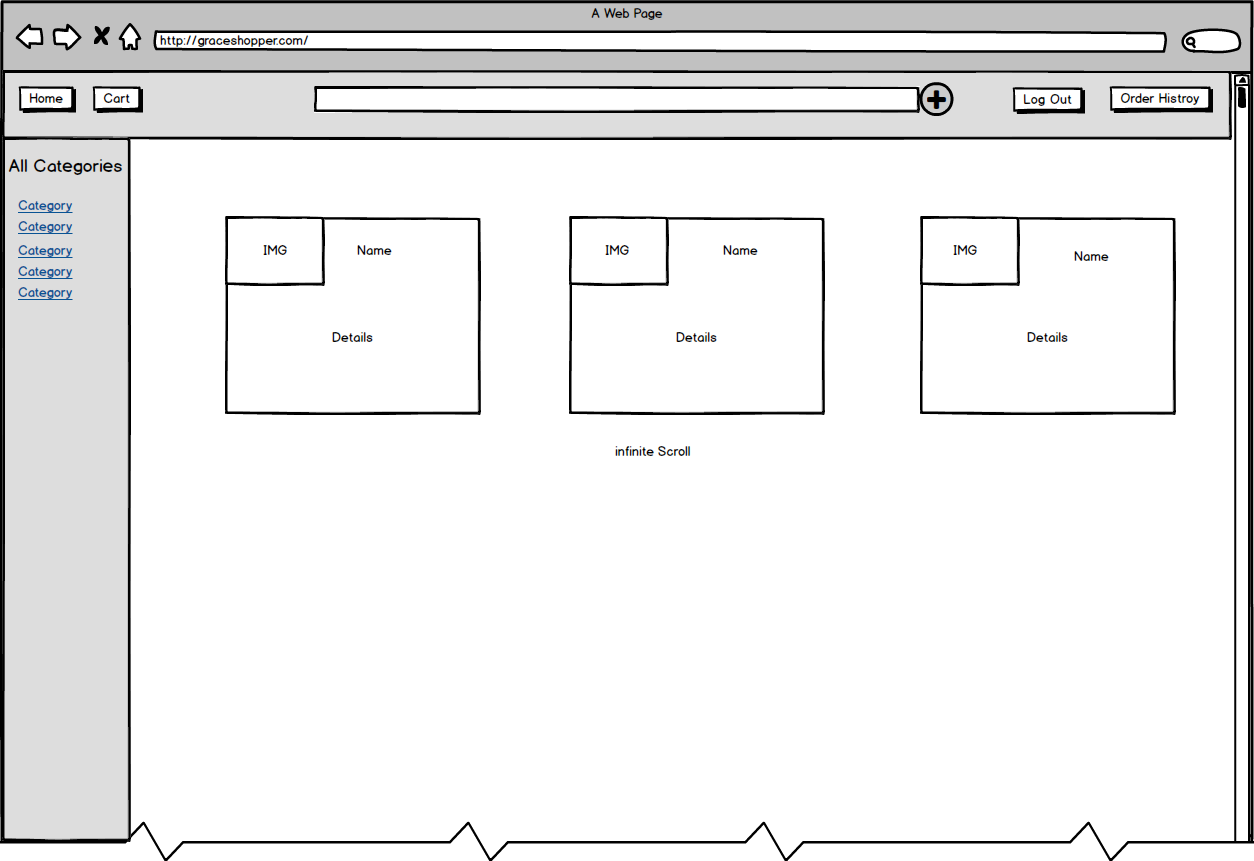 A Web Page
http://graceshopper.com/
Home Cart Log Out Order Histroy
All Categories
Category
Category
Category
Category
Category
IMG Name IMG Name IMG Name
Details Details Details
infinite Scroll